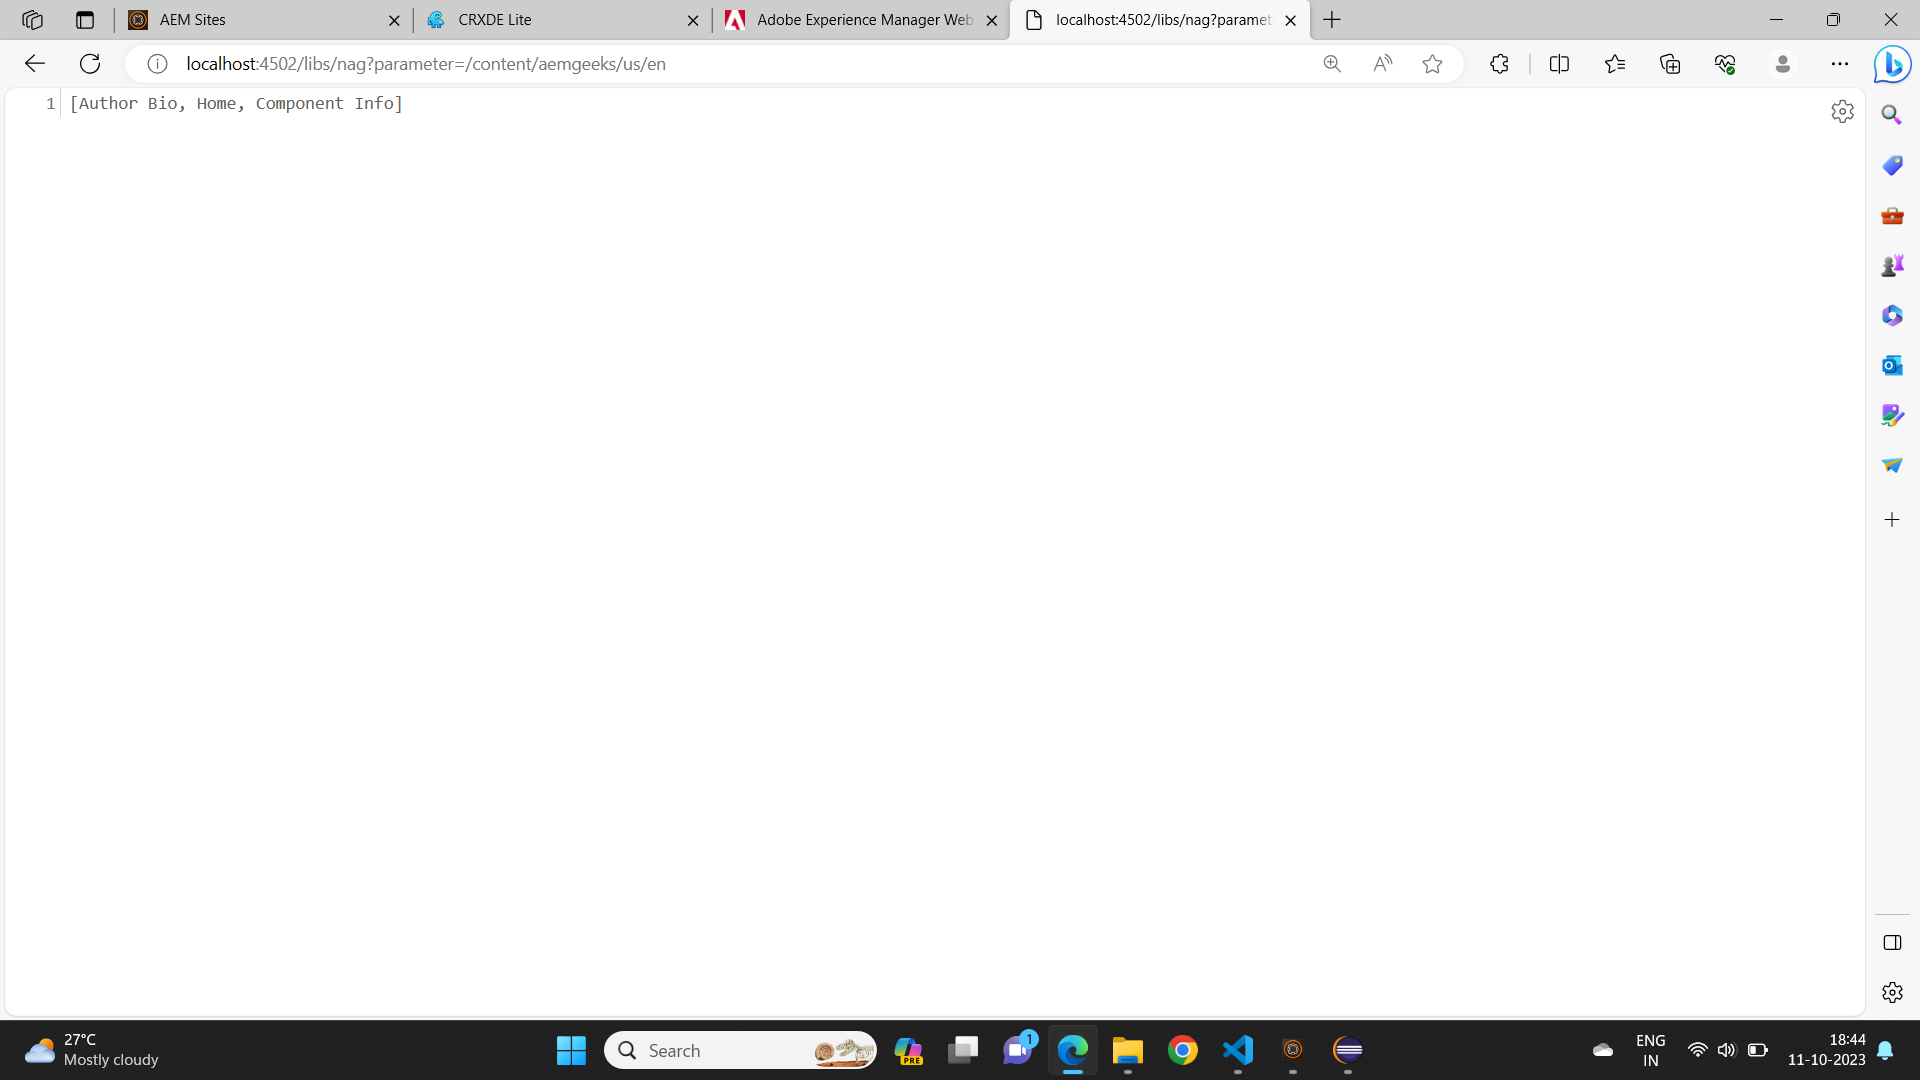 AEM Sites
CRXDE Lite
Adobe Experience Manager Web
localhost:4502/libs/nag?paramet
localhost:4502/libs/nag?parameter=/content/aemgeeks/us/en
1 [Author Bio, Home, Component Info]
27°C
Mostly cloudy
Search
PRE
1
ENG
IN
18:44
11-10-2023